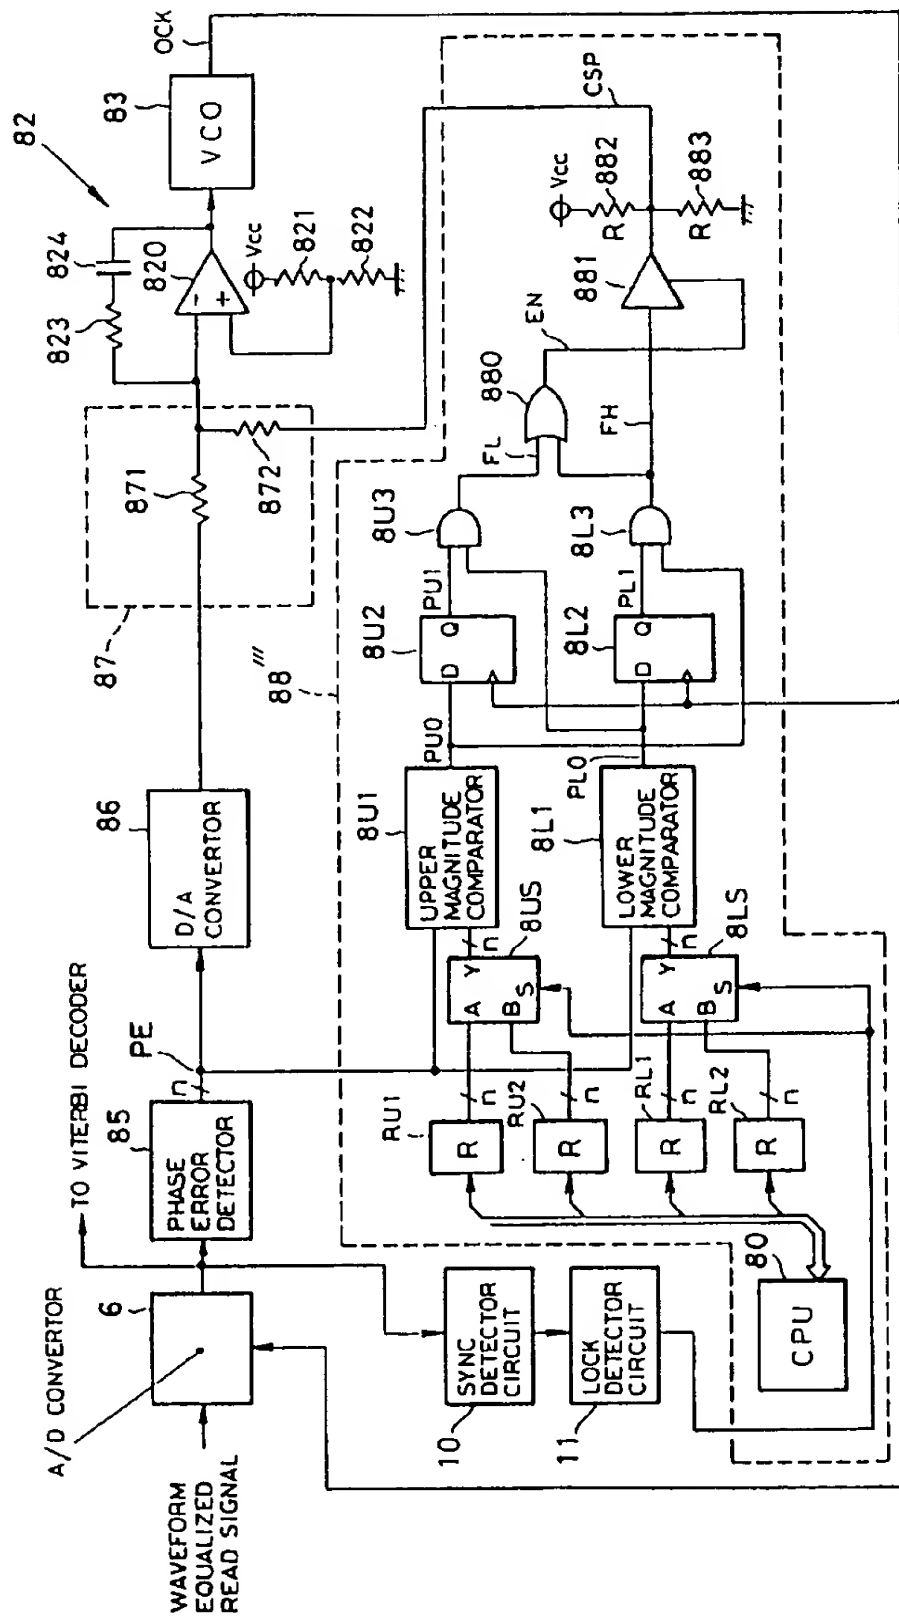 WAVEFORM
EQUALIZED
READ SIGNAL
A/D CONVERTOR
6
TO VITERBI DECODER
85
PHASE
ERROR
DETECTOR
n
PE
86
D/A
CONVERTOR
87
871
872
823
824
820
-
+
Vcc
821
822
82
83
VCO
OCK
88'''
10
SYNC
DETECTOR
CIRCUIT
11
LOCK
DETECTOR
CIRCUIT
80
CPU
RU1
R
n
RU2
R
n
RL1
R
n
RL2
R
n
8US
A
B
Y
S
n
8LS
A
B
Y
S
n
8U1
UPPER
MAGNITUDE
COMPARATOR
8L1
LOWER
MAGNITUDE
COMPARATOR
PU0
PL0
8U2
D
Q
8L2
D
Q
PU1
PL1
8U3
8L3
FL
FH
880
EN
881
Vcc
R
882
R
883
CSP